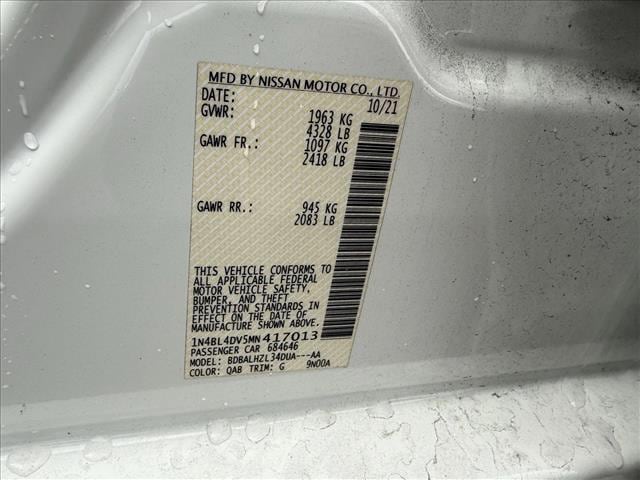 MFD BY NISSAN MOTOR CO., LTD.
DATE: 10/21
GVWR: 1963 KG
4328 LB
GAWR FR.: 1097 KG
2418 LB
GAWR RR.: 945 KG
2083 LB
THIS VEHICLE CONFORMS TO
ALL APPLICABLE FEDERAL
MOTOR VEHICLE SAFETY,
BUMPER, AND THEFT
PREVENTION STANDARDS IN
EFFECT ON THE DATE OF
MANUFACTURE SHOWN ABOVE.
1N4BL4DV5MN417013
PASSENGER CAR 684646
MODEL: BDBALHZL34DUA---AA
COLOR: QAB TRIM: G 9N00A